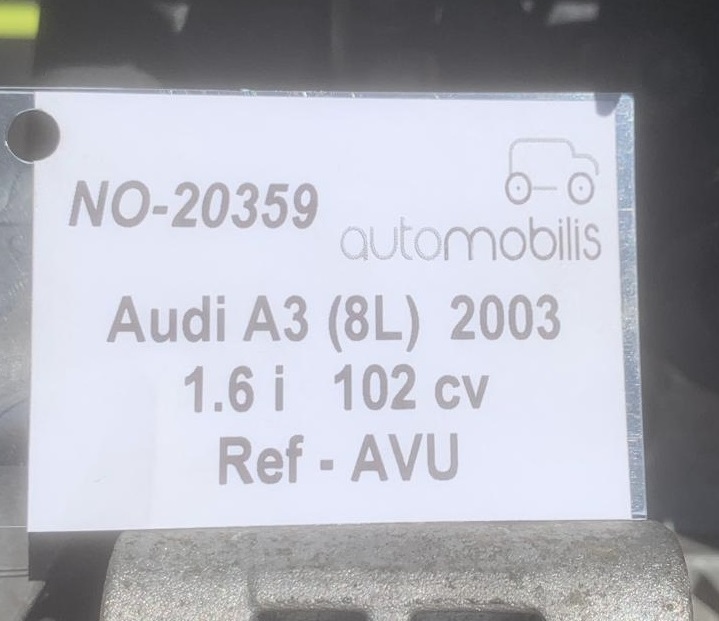 NO-20359
automobilis
Audi A3 (8L) 2003
1.6 i 102 cv
Ref - AVU